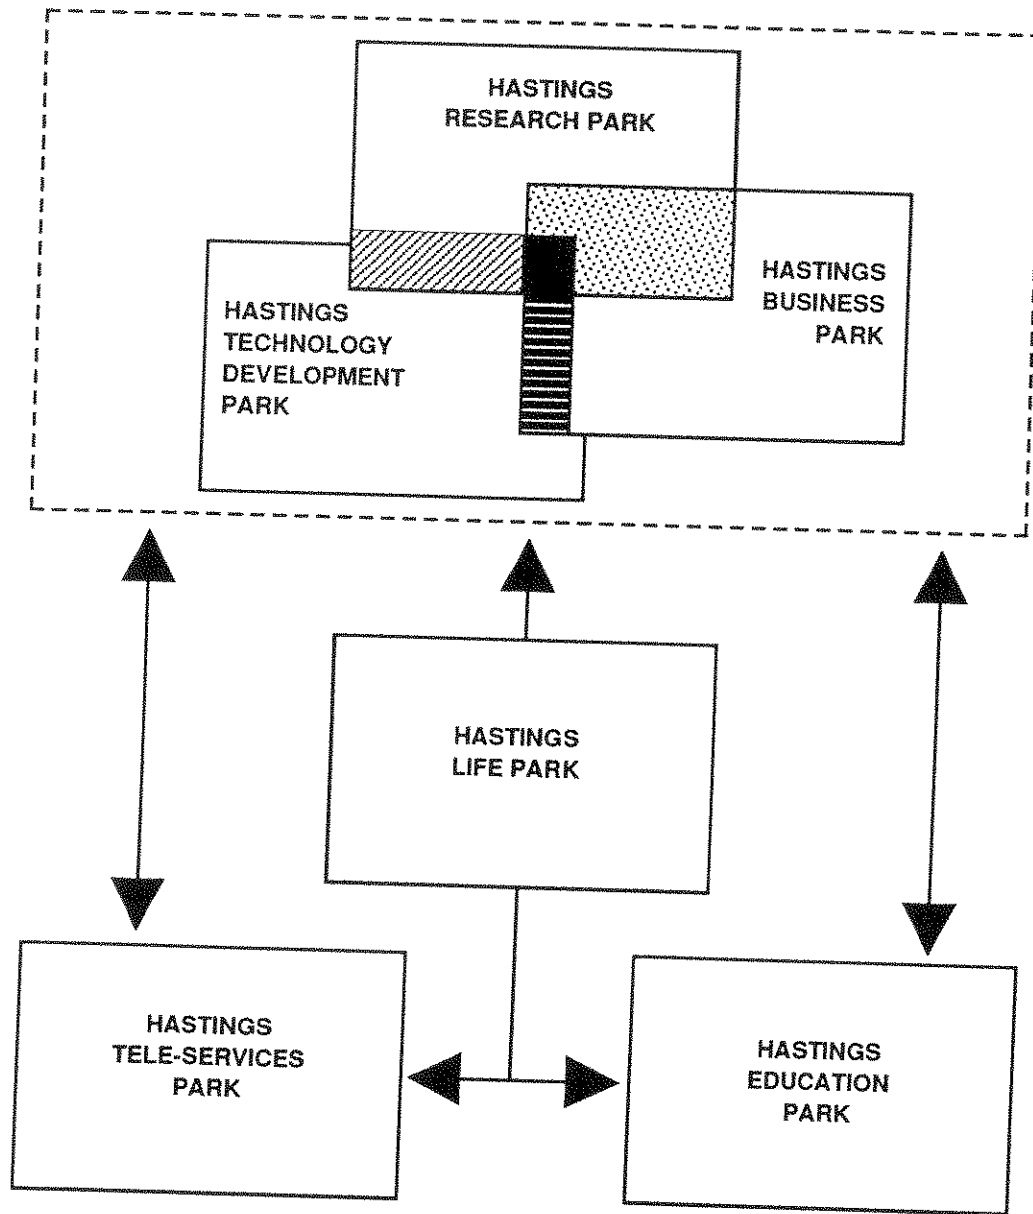 HASTINGS
RESEARCH PARK
HASTINGS
BUSINESS
PARK
HASTINGS
TECHNOLOGY
DEVELOPMENT
PARK
HASTINGS
LIFE PARK
HASTINGS
TELE-SERVICES
PARK
HASTINGS
EDUCATION
PARK